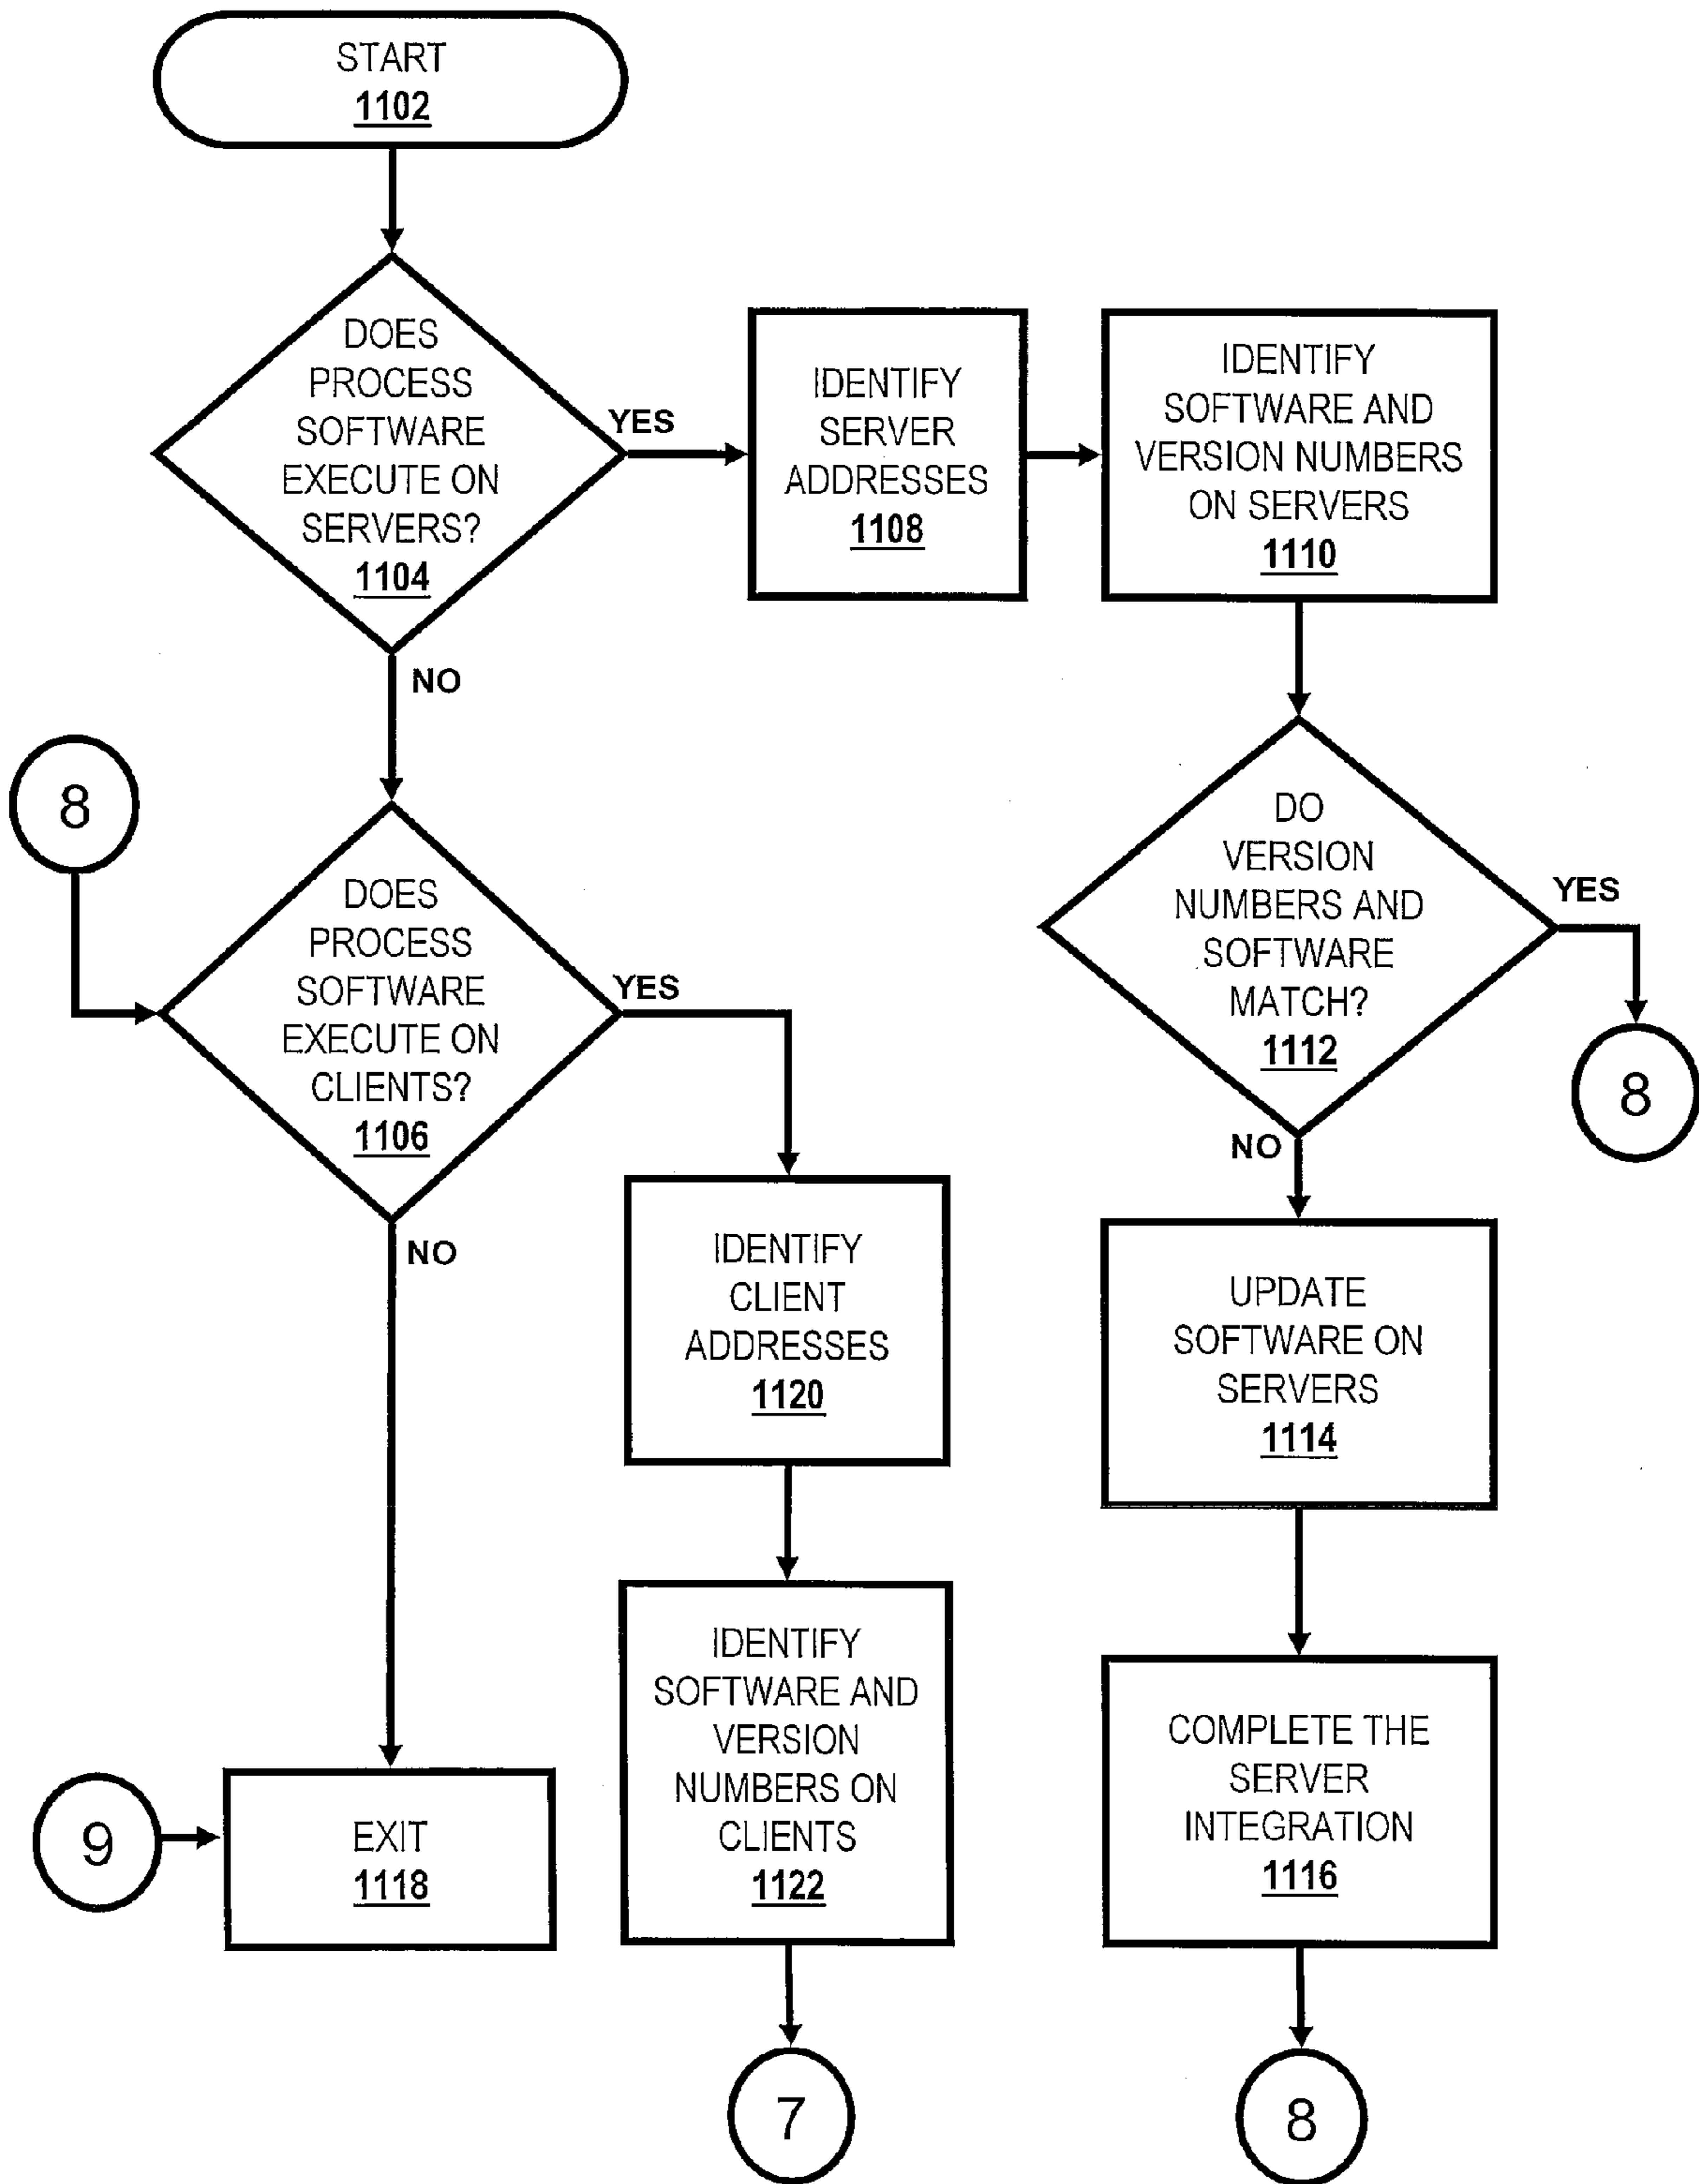 START
1102
DOES
PROCESS
SOFTWARE
EXECUTE ON
SERVERS?
1104
YES
NO
IDENTIFY
SERVER
ADDRESSES
1108
IDENTIFY
SOFTWARE AND
VERSION NUMBERS
ON SERVERS
1110
8
DOES
PROCESS
SOFTWARE
EXECUTE ON
CLIENTS?
1106
YES
NO
DO
VERSION
NUMBERS AND
SOFTWARE
MATCH?
1112
YES
NO
8
IDENTIFY
CLIENT
ADDRESSES
1120
UPDATE
SOFTWARE ON
SERVERS
1114
9
EXIT
1118
IDENTIFY
SOFTWARE AND
VERSION
NUMBERS ON
CLIENTS
1122
COMPLETE THE
SERVER
INTEGRATION
1116
7
8